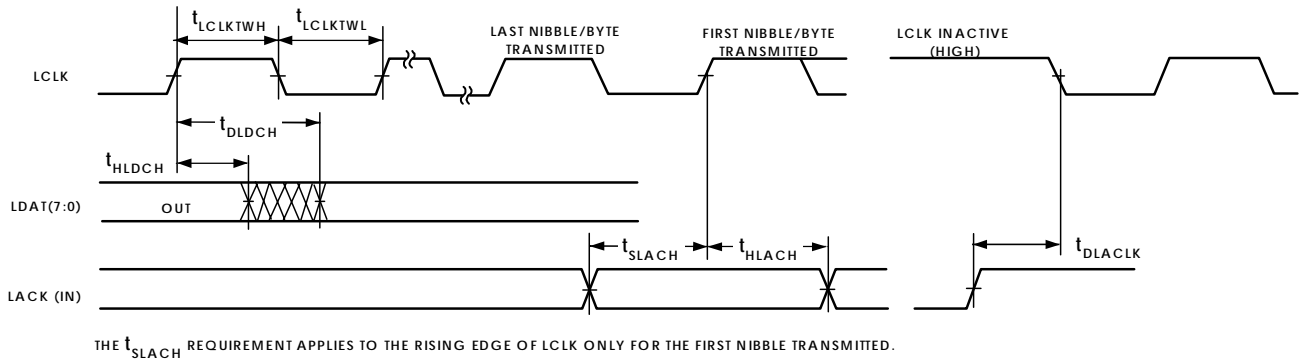 tLCLKTWH tLCLKTWL
LAST NIBBLE/BYTE
TRANSMITTED
FIRST NIBBLE/BYTE
TRANSMITTED
LCLK INACTIVE
(HIGH)
LCLK
tDLDCH
tHLDCH
LDAT(7:0)
OUT
tSLACH tHLACH
tDLACLK
LACK (IN)
THE tSLACH REQUIREMENT APPLIES TO THE RISING EDGE OF LCLK ONLY FOR THE FIRST NIBBLE TRANSMITTED.